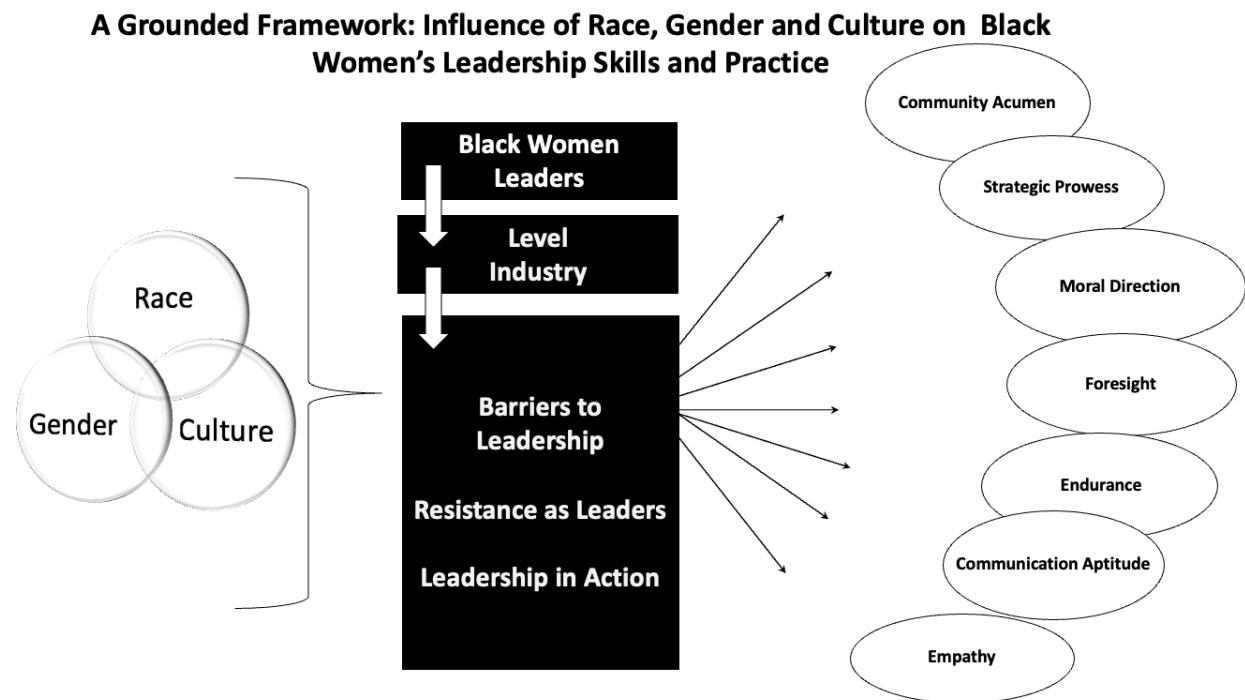 A Grounded Framework: Influence of Race, Gender and Culture on Black
Women’s Leadership Skills and Practice
Race
Gender
Culture
Black Women
Leaders
Level
Industry
Barriers to
Leadership
Resistance as Leaders
Leadership in Action
Community Acumen
Strategic Prowess
Moral Direction
Foresight
Endurance
Communication Aptitude
Empathy